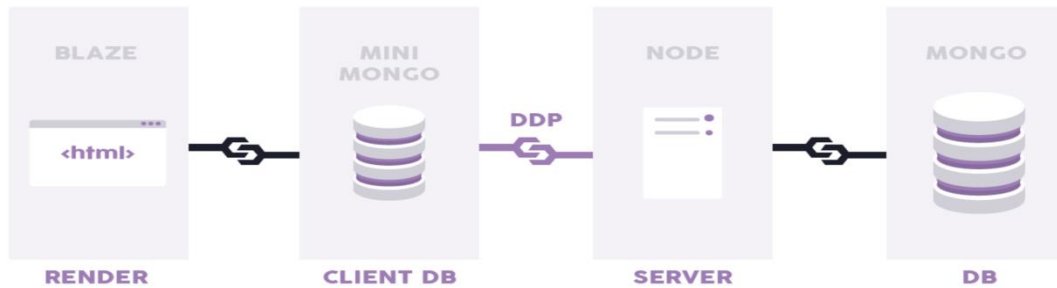 BLAZE
<html>
RENDER
MINI
MONGO
CLIENT DB
DDP
NODE
SERVER
MONGO
DB